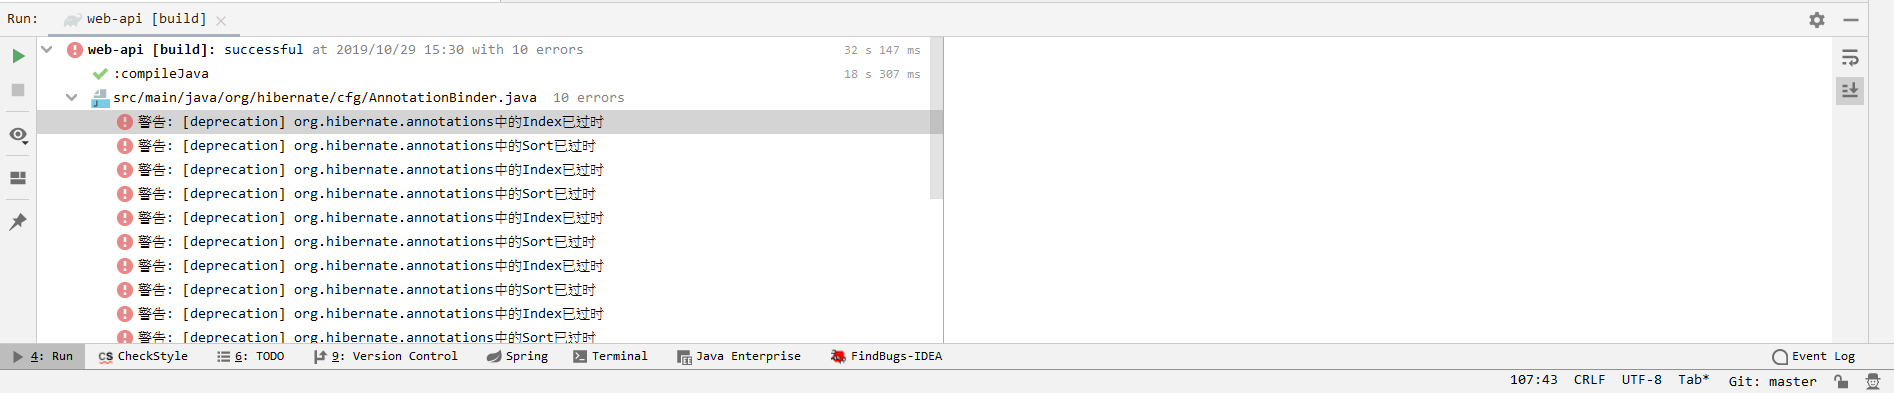 Run: web-api [build]
web-api [build]: successful at 2019/10/29 15:30 with 10 errors 32 s 147 ms
:compileJava 18 s 307 ms
src/main/java/org/hibernate/cfg/AnnotationBinder.java 10 errors
警告: [deprecation] org.hibernate.annotations中的Index已过时
警告: [deprecation] org.hibernate.annotations中的Sort已过时
警告: [deprecation] org.hibernate.annotations中的Index已过时
警告: [deprecation] org.hibernate.annotations中的Sort已过时
警告: [deprecation] org.hibernate.annotations中的Index已过时
警告: [deprecation] org.hibernate.annotations中的Sort已过时
警告: [deprecation] org.hibernate.annotations中的Index已过时
警告: [deprecation] org.hibernate.annotations中的Sort已过时
警告: [deprecation] org.hibernate.annotations中的Index已过时
警告: [deprecation] org.hibernate.annotations中的Sort已过时
4: Run CheckStyle 6: TODO 9: Version Control Spring Terminal Java Enterprise FindBugs-IDEA Event Log
107:43 CRLF UTF-8 Tab* Git: master